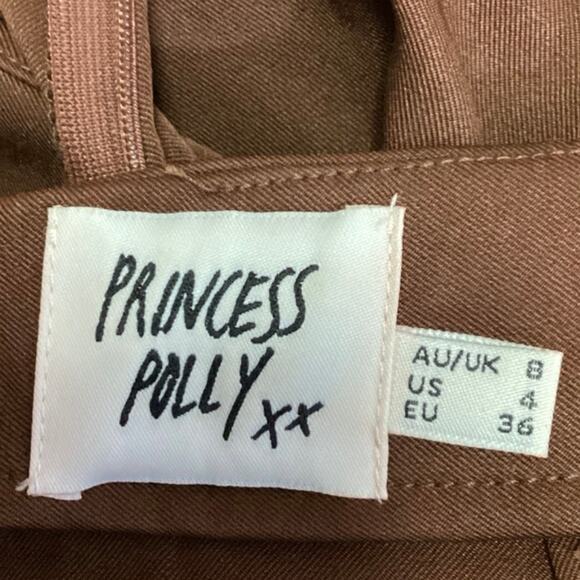 PRINCESS
POLLY xx
AU/UK 8
US 4
EU 36